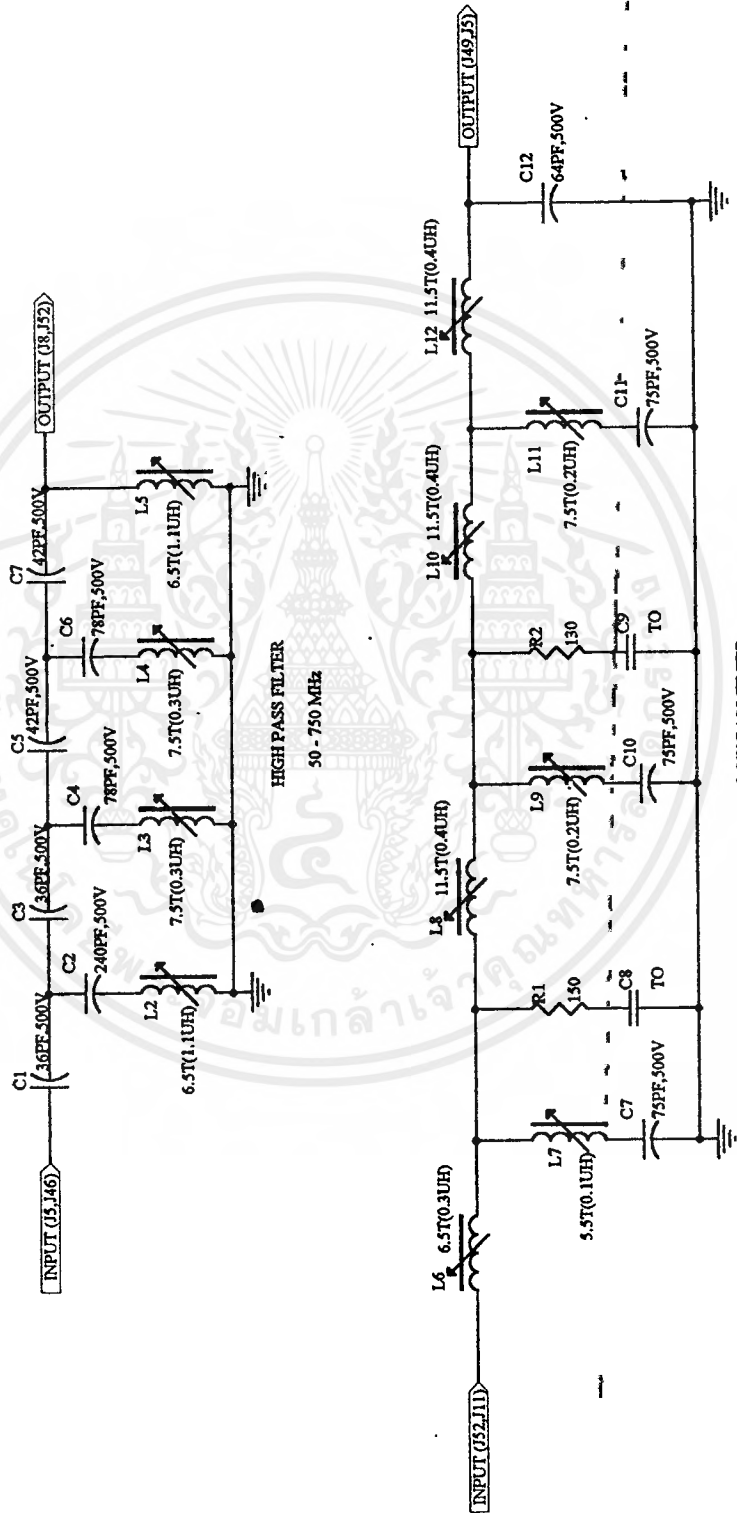 INPUT (J5,J46)
C1
36PF,500V
C2
240PF,500V
L2
6.5T(1.1UH)
C3
36PF,500V
C4
78PF,500V
L3
7.5T(0.3UH)
C5
42PF,500V
C6
78PF,500V
L4
7.5T(0.3UH)
C7
42PF,500V
L5
6.5T(1.1UH)
OUTPUT (J8,J52)
HIGH PASS FILTER
50 - 750 MHz
INPUT (J52,J11)
L6
6.5T(0.3UH)
L7
5.5T(0.1UH)
C7
75PF,500V
R1
150
C8
TO
L8
11.5T(0.4UH)
L9
7.5T(0.2UH)
C10
75PF,500V
R2
130
C9
TO
L10
11.5T(0.4UH)
L11
7.5T(0.2UH)
C11
75PF,500V
L12
11.5T(0.4UH)
C12
64PF,500V
OUTPUT (J49,J5)